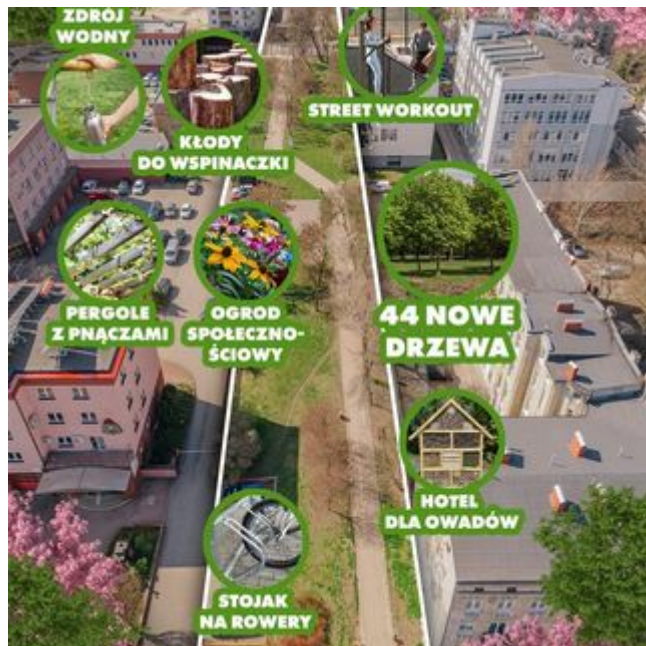 ZDRÓJ
WODNY
STREET WORKOUT
KŁODY
DO WSPINACZKI
PERGOLE
Z PNĄCZAMI
OGROD
SPOŁECZNO-
ŚCIOWY
44 NOWE
DRZEWA
HOTEL
DLA OWADÓW
STOJAK
NA ROWERY